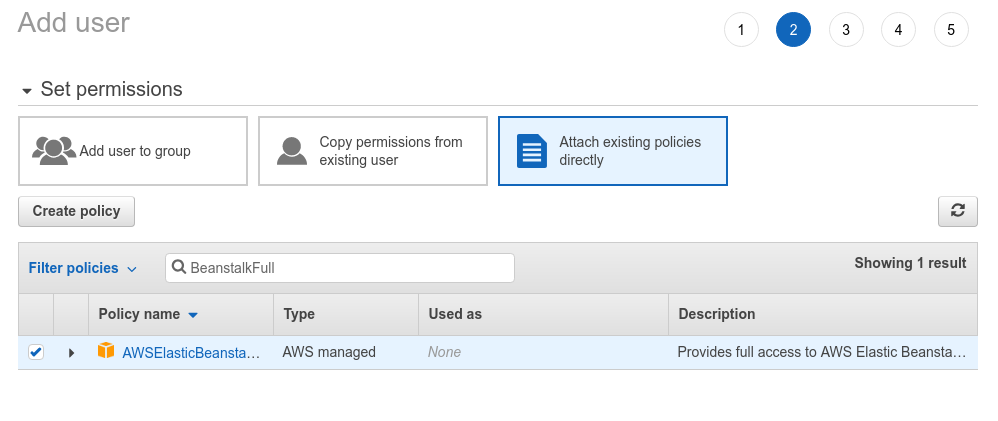 Add user
1 2 3 4 5
Set permissions
Add user to group
Copy permissions from
existing user
Attach existing policies
directly
Create policy
Filter policies
BeanstalkFull
Showing 1 result
Policy name Type Used as Description
AWSElasticBeansta… AWS managed None Provides full access to AWS Elastic Beansta…